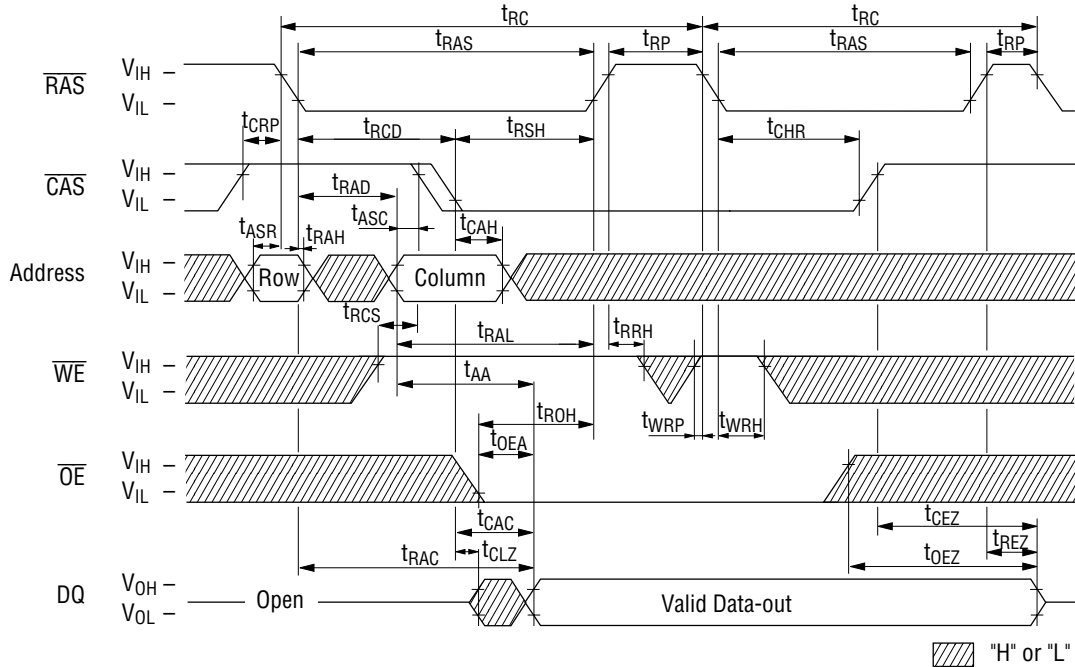 tRC tRC
tRAS tRP tRAS tRP
RAS VIH
VIL
tCRP tRCD tRSH tCHR
CAS VIH
VIL
tRAD
tASC tCAH
tASR tRAH
Address VIH
VIL
Row Column
tRCS tRAL tRRH
WE VIH
VIL
tAA
tROH tWRP tWRH
tOEA
OE VIH
VIL
tCAC tCEZ
tRAC tCLZ tOEZ tREZ
DQ VOH
VOL
Open Valid Data-out
"H" or "L"